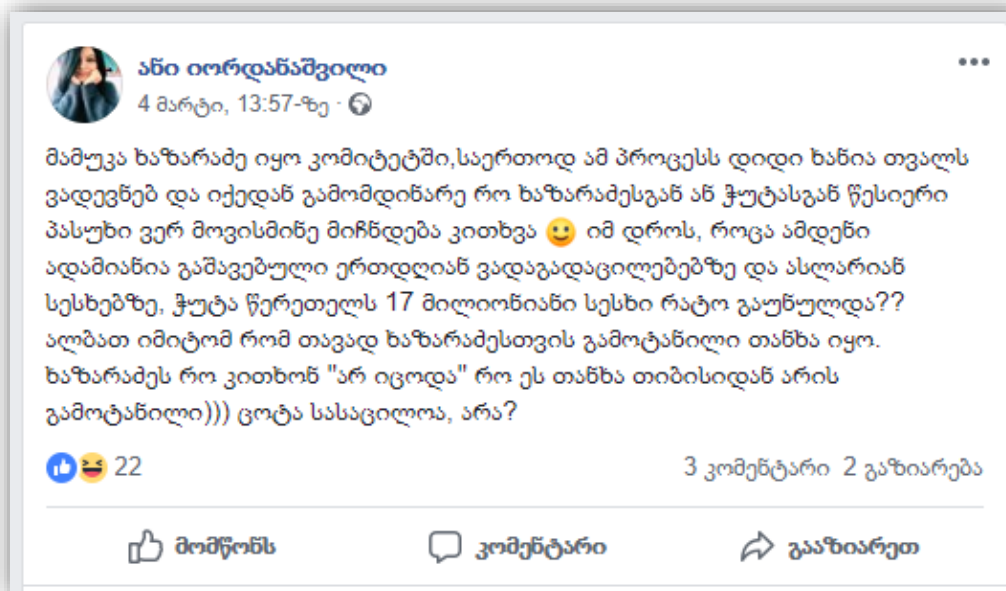 ანი იორდანაშვილი
4 მარტი, 13:57-ზე ·
მამუკა ხაზარაძე იყო კომიტეტში,საერთოდ ამ პროცესს დიდი ხანია თვალს
ვადევნებ და იქედან გამომდინარე რო ხაზარაძესგან ან ჭუტასგან წესიერი
პასუხი ვერ მოვისმინე მიჩნდება კითხვა 🙂 იმ დროს, როცა ამდენი
ადამიანია გაშავებული ერთდღიან ვადაგადაცილებებზე და ასლარიან
სესხებზე, ჭუტა წერეთელს 17 მილიონიანი სესხი რატო გაუნულდა??
ალბათ იმიტომ რომ თავად ხაზარაძესთვის გამოტანილი თანხა იყო.
ხაზარაძეს რო კითხონ "არ იცოდა" რო ეს თანხა თიბისიდან არის
გამოტანილი))) ცოტა სასაცილოა, არა?
22
3 კომენტარი 2 გაზიარება
მომწონს კომენტარი გააზიარეთ